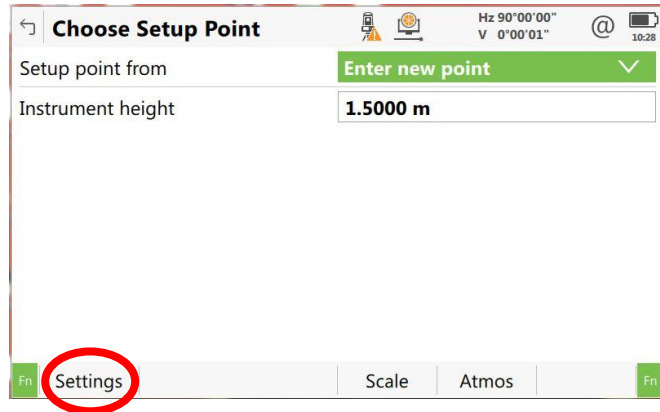 Choose Setup Point
Hz 90°00'00"
V 0°00'01"
@
10:28
Setup point from
Enter new point
Instrument height
1.5000 m
Fn
Settings
Scale
Atmos
Fn